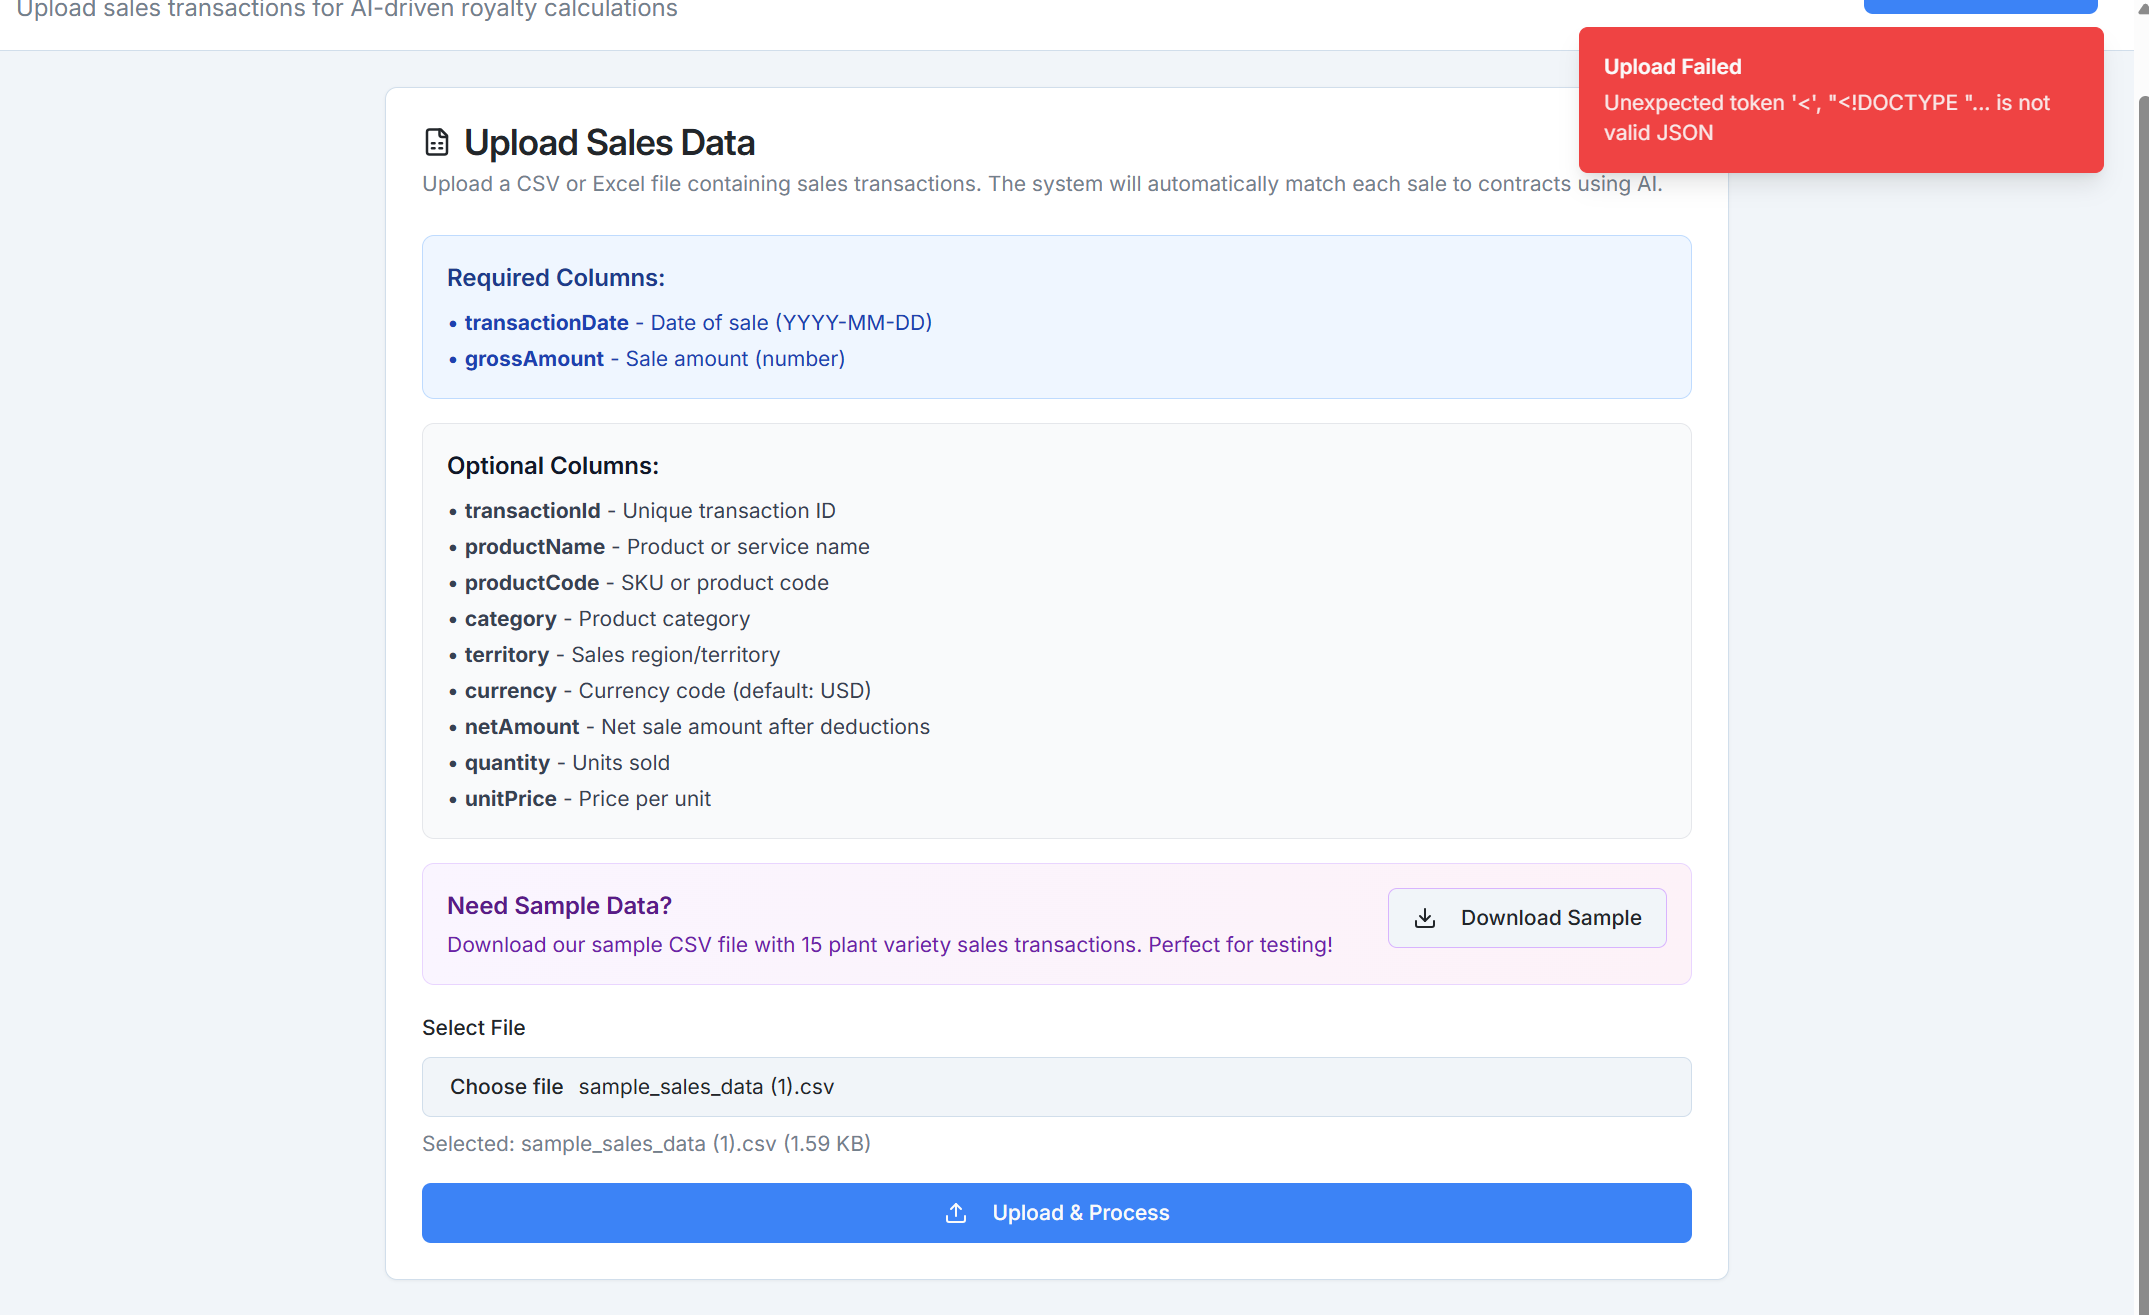 Upload sales transactions for AI-driven royalty calculations
Upload Failed
Unexpected token '<', "<!DOCTYPE "... is not
valid JSON
Upload Sales Data
Upload a CSV or Excel file containing sales transactions. The system will automatically match each sale to contracts using AI.
Required Columns:
• transactionDate - Date of sale (YYYY-MM-DD)
• grossAmount - Sale amount (number)
Optional Columns:
• transactionId - Unique transaction ID
• productName - Product or service name
• productCode - SKU or product code
• category - Product category
• territory - Sales region/territory
• currency - Currency code (default: USD)
• netAmount - Net sale amount after deductions
• quantity - Units sold
• unitPrice - Price per unit
Need Sample Data?
Download our sample CSV file with 15 plant variety sales transactions. Perfect for testing!
Download Sample
Select File
Choose file sample_sales_data (1).csv
Selected: sample_sales_data (1).csv (1.59 KB)
Upload & Process